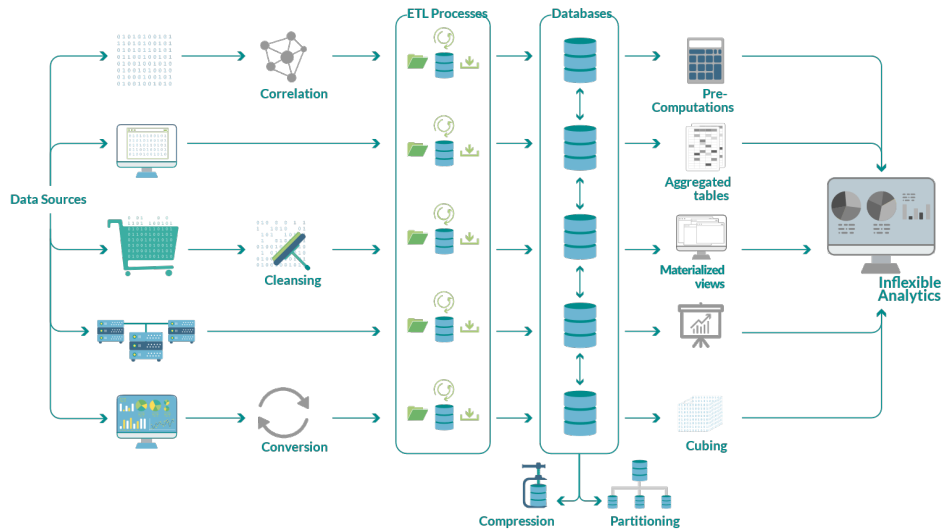 ETL Processes
Databases
Correlation
Pre-
Computations
Data Sources
Aggregated
tables
Cleansing
Materialized
views
Inflexible
Analytics
Conversion
Cubing
Compression
Partitioning